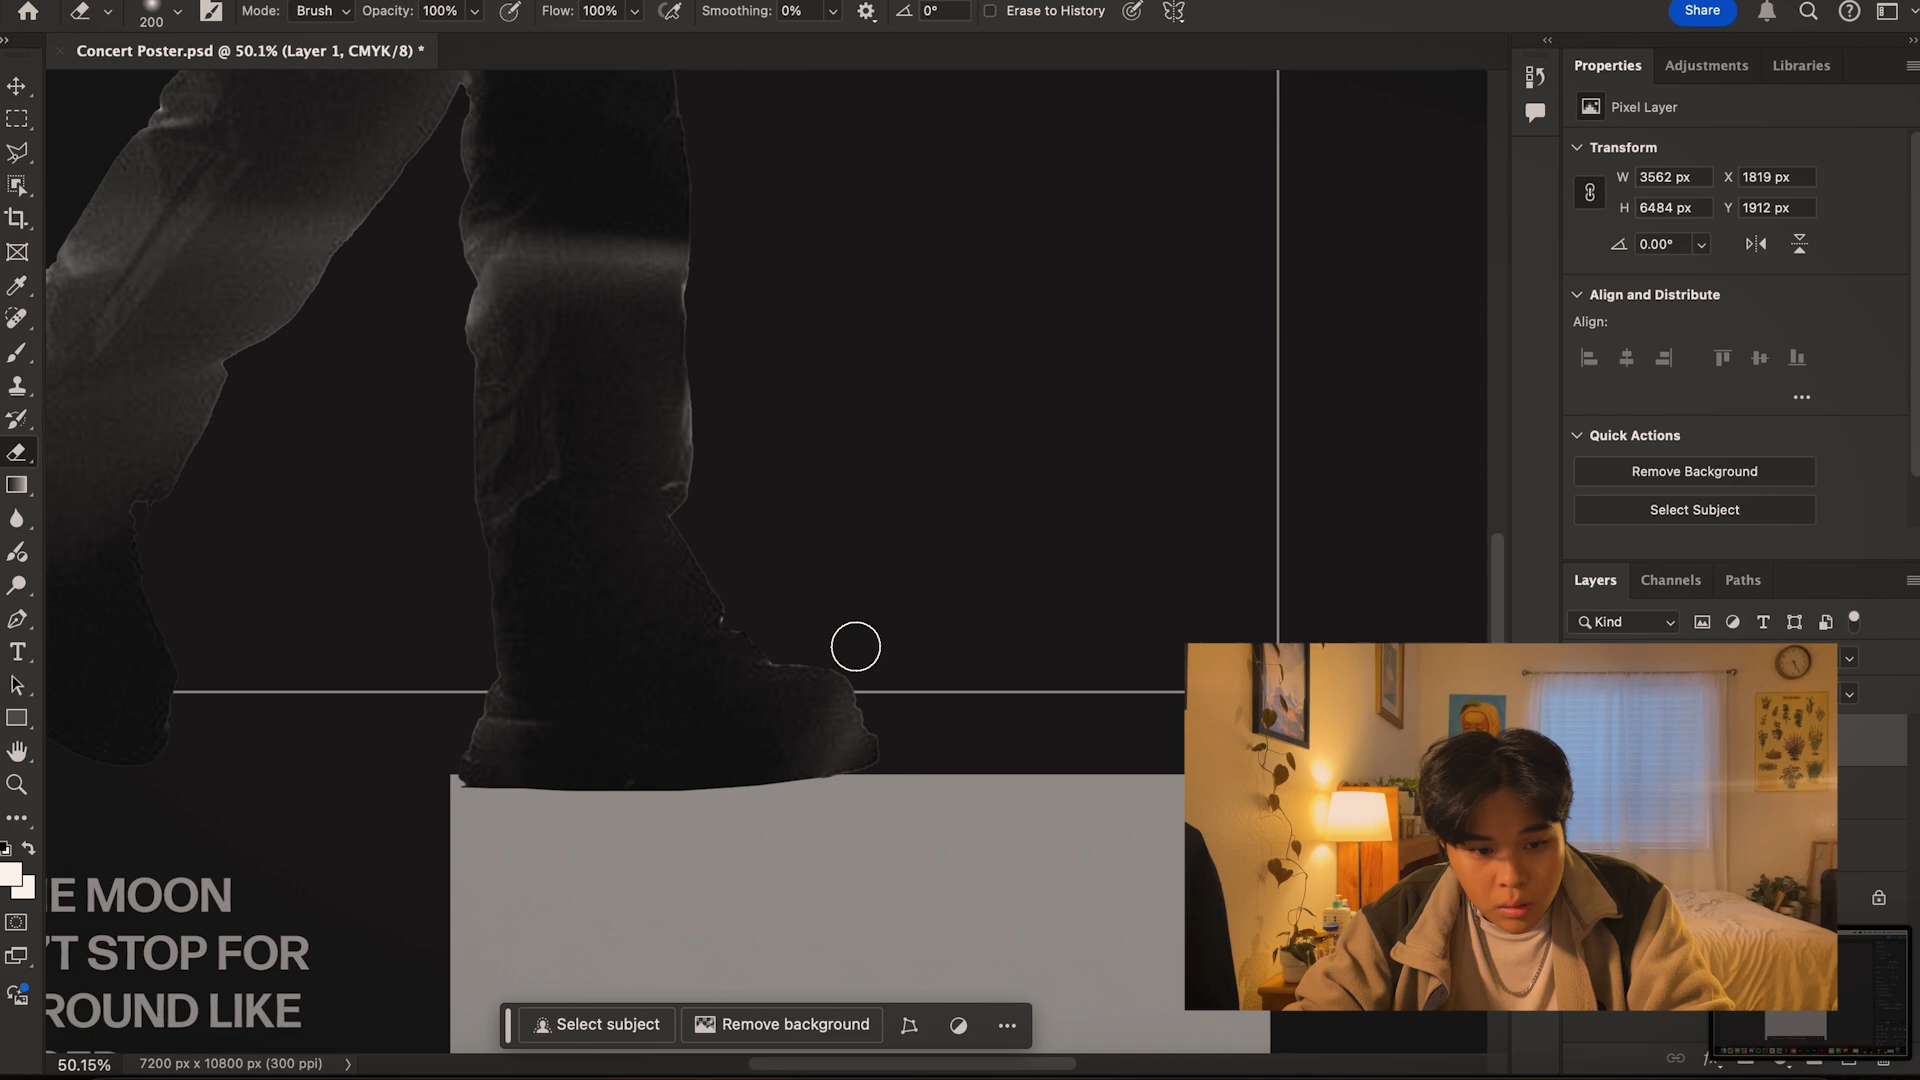 200
Mode: Brush Opacity: 100% Flow: 100% Smoothing: 0% 0° Erase to History
Share
Concert Poster.psd @ 50.1% (Layer 1, CMYK/8) *
Properties Adjustments Libraries
Pixel Layer
Transform
W 3562 px X 1819 px
H 6484 px Y 1912 px
0.00°
Align and Distribute
Align:
Quick Actions
Remove Background
Select Subject
Layers Channels Paths
Kind
MOON
STOP FOR
LIKE
Select subject Remove background
50.15% 7200 px x 10800 px (300 ppi)